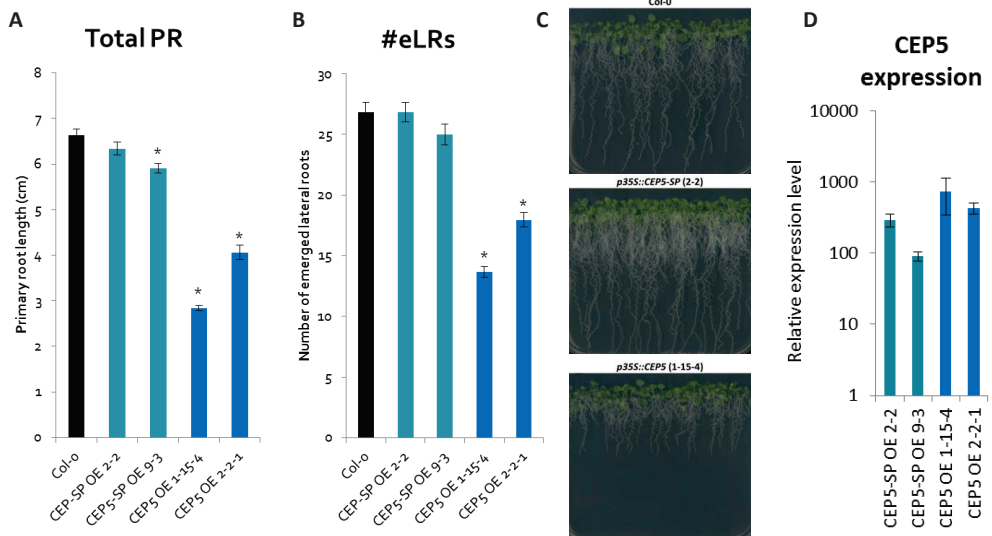 A
Total PR
8
7
6
5
4
3
2
1
0
Primary root length (cm)
*
*
*
Col-0
CEP-SP OE 2-2
CEP5-SP OE 9-3
CEP5 OE 1-15-4
CEP5 OE 2-2-1
B
#eLRs
30
25
20
15
10
5
0
Number of emerged lateral roots
*
*
Col-0
CEP-SP OE 2-2
CEP5-SP OE 9-3
CEP5 OE 1-15-4
CEP5 OE 2-2-1
C
Col-0
p35S::CEP5-SP (2-2)
p35S::CEP5 (1-15-4)
D
CEP5
expression
10000
1000
100
10
1
Relative expression level
CEP5-SP OE 2-2
CEP5-SP OE 9-3
CEP5 OE 1-15-4
CEP5 OE 2-2-1